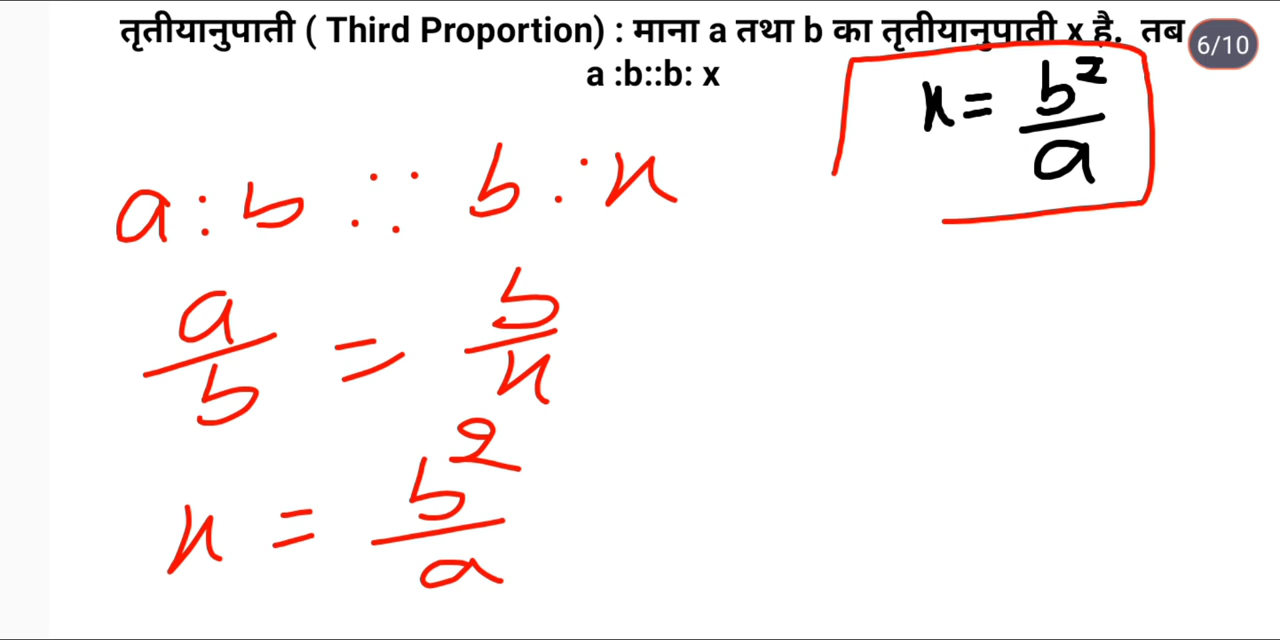 तृतीयानुपाती ( Third Proportion) : माना a तथा b का तृतीयानुपाती x है. तब
6/10
a :b::b: x
x = b²/a
a : b :: b : x
a/b = b/x
x = b²/a